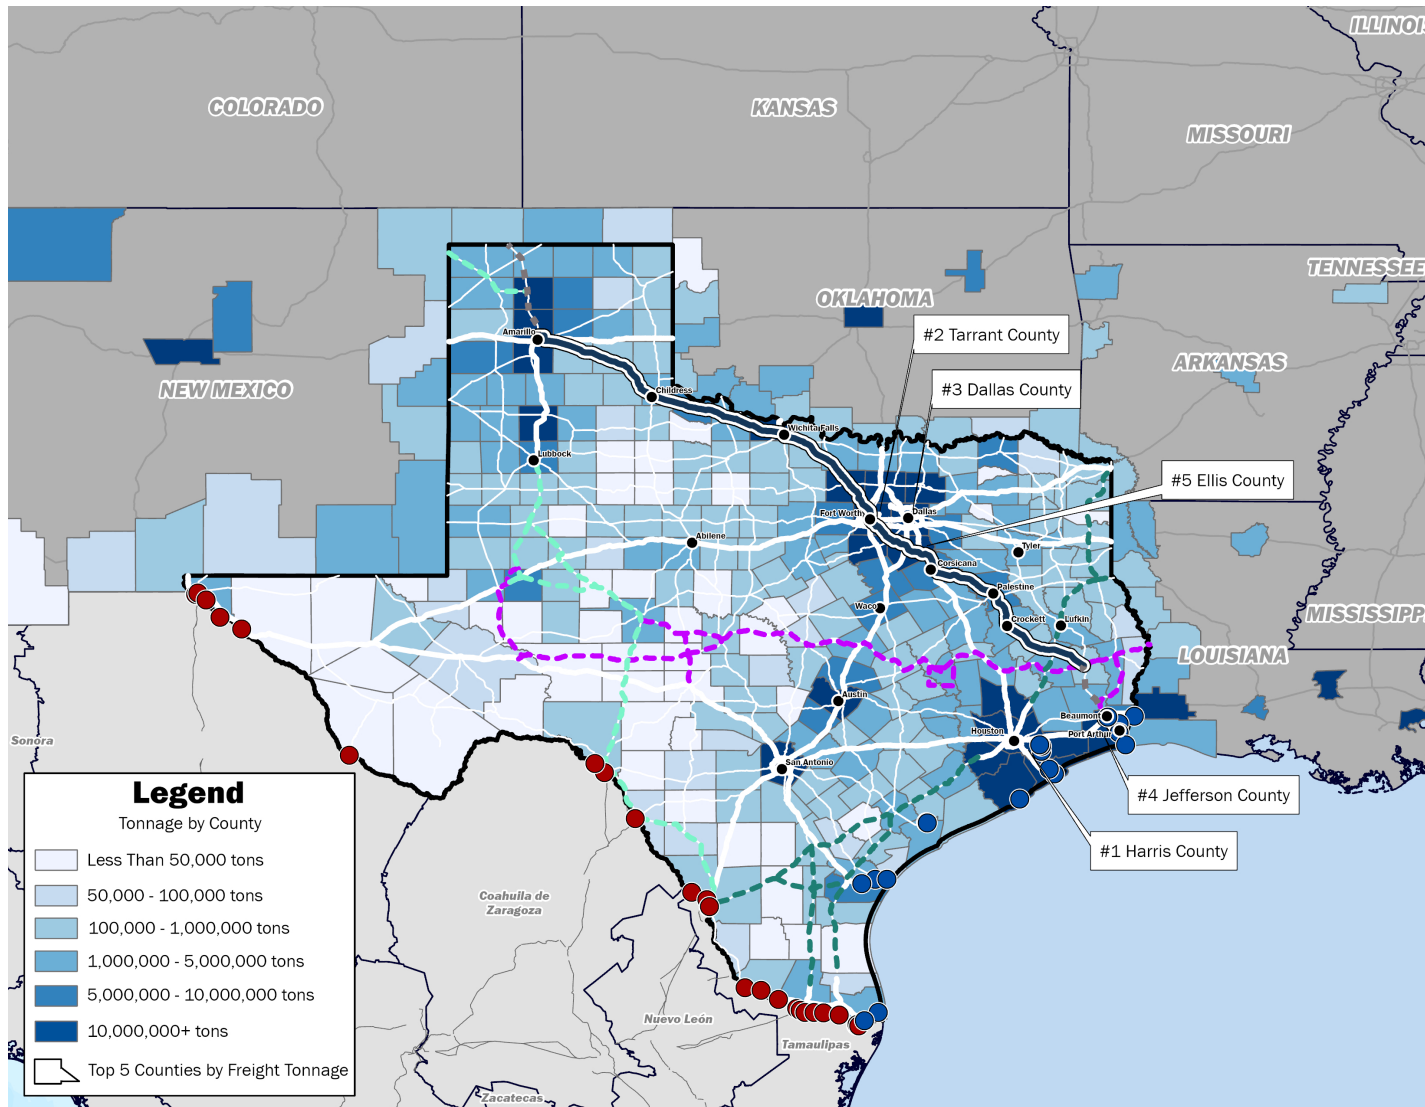 ILLINOI
COLORADO
KANSAS
MISSOURI
TENNESSEE
OKLAHOMA
#2 Tarrant County
Amarillo
ARKANSAS
NEW MEXICO
#3 Dallas County
Childress
Wichita Falls
Lubbock
#5 Ellis County
Fort Worth
Dallas
Abilene
Tyler
Corsicana
Palestine
Waco
MISSISSIPP
Crockett
Lufkin
LOUISIANA
Austin
Beaumont
Houston
Port Arthur
Sonora
San Antonio
#4 Jefferson County
#1 Harris County
Legend
Tonnage by County
Less Than 50,000 tons
50,000 - 100,000 tons
100,000 - 1,000,000 tons
1,000,000 - 5,000,000 tons
5,000,000 - 10,000,000 tons
10,000,000+ tons
Top 5 Counties by Freight Tonnage
Coahuila de
Zaragoza
Nuevo León
Tamaulipas
Zacatecas